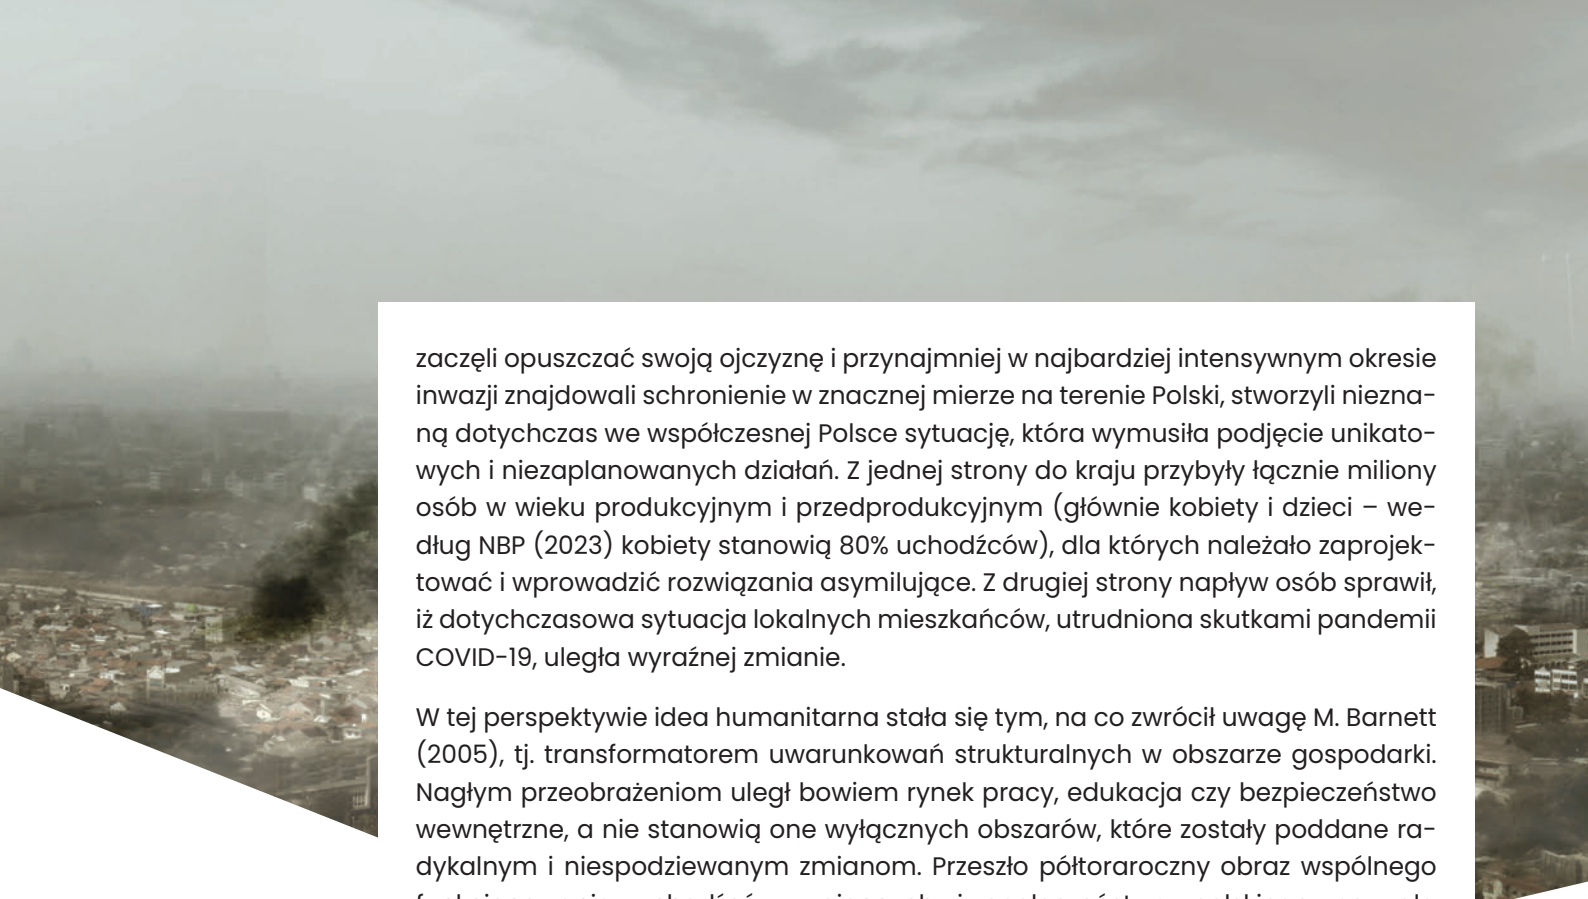 zaczęli opuszczać swoją ojczyznę i przynajmniej w najbardziej intensywnym okresie
inwazji znajdowali schronienie w znacznej mierze na terenie Polski, stworzyli niezna-
ną dotychczas we współczesnej Polsce sytuację, która wymusiła podjęcie unikato-
wych i niezaplanowanych działań. Z jednej strony do kraju przybyły łącznie miliony
osób w wieku produkcyjnym i przedprodukcyjnym (głównie kobiety i dzieci – we-
dług NBP (2023) kobiety stanowią 80% uchodźców), dla których należało zaprojek-
tować i wprowadzić rozwiązania asymilujące. Z drugiej strony napływ osób sprawił,
iż dotychczasowa sytuacja lokalnych mieszkańców, utrudniona skutkami pandemii
COVID-19, uległa wyraźnej zmianie.
W tej perspektywie idea humanitarna stała się tym, na co zwrócił uwagę M. Barnett
(2005), tj. transformatorem uwarunkowań strukturalnych w obszarze gospodarki.
Nagłym przeobrażeniom uległ bowiem rynek pracy, edukacja czy bezpieczeństwo
wewnętrzne, a nie stanowią one wyłącznych obszarów, które zostały poddane ra-
dykalnym i niespodziewanym zmianom. Przeszło półtoraroczny obraz wspólnego